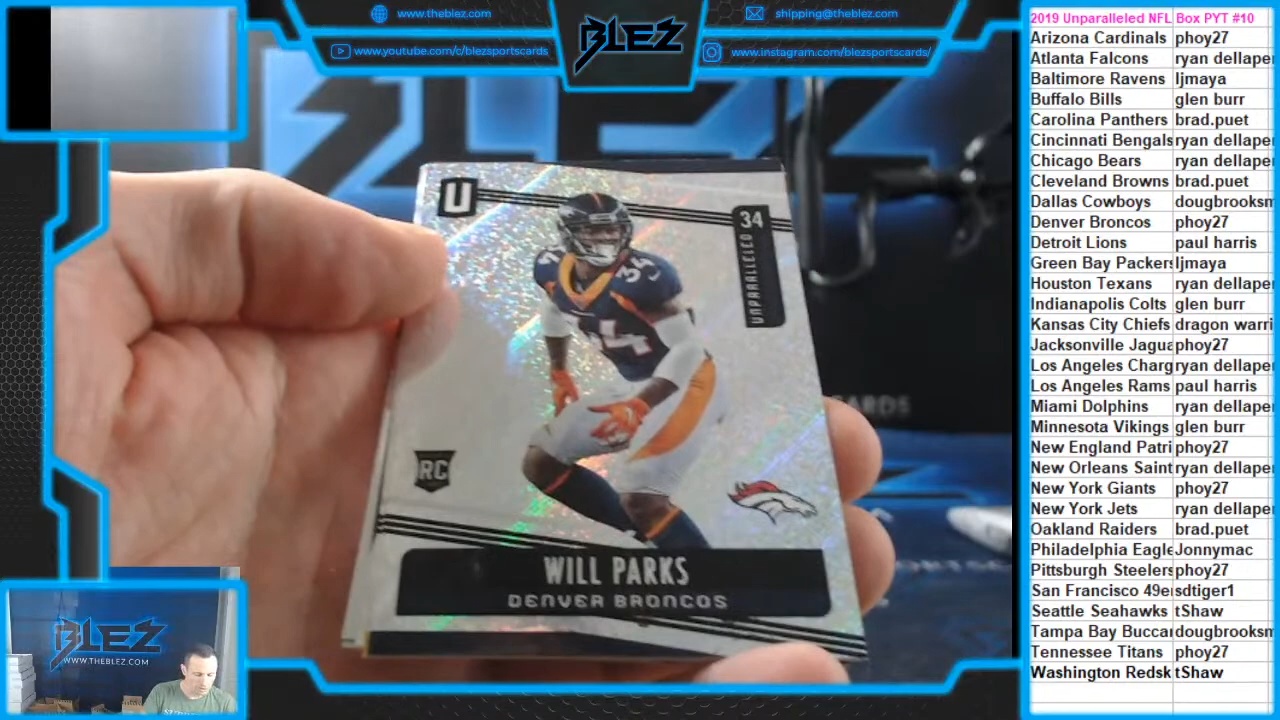 www.theblez.com
www.youtube.com/c/blezsportscards
BLEZ
shipping@theblez.com
www.instagram.com/blezsportscards/
U
34
UNPARALLELED
34
34
RC
WILL PARKS
DENVER BRONCOS
BLEZ
WWW.THEBLEZ.COM
2019 Unparalleled NFL Box PYT #10
Arizona Cardinals phoy27
Atlanta Falcons ryan dellaper
Baltimore Ravens ljmaya
Buffalo Bills glen burr
Carolina Panthers brad.puet
Cincinnati Bengals ryan dellaper
Chicago Bears ryan dellaper
Cleveland Browns brad.puet
Dallas Cowboys dougbrooksm
Denver Broncos phoy27
Detroit Lions paul harris
Green Bay Packers ljmaya
Houston Texans ryan dellaper
Indianapolis Colts glen burr
Kansas City Chiefs dragon warri
Jacksonville Jagua phoy27
Los Angeles Charg ryan dellaper
Los Angeles Rams paul harris
Miami Dolphins ryan dellaper
Minnesota Vikings glen burr
New England Patri phoy27
New Orleans Saint ryan dellaper
New York Giants phoy27
New York Jets ryan dellaper
Oakland Raiders brad.puet
Philadelphia Eagle Jonnymac
Pittsburgh Steelers phoy27
San Francisco 49e sdtiger1
Seattle Seahawks tShaw
Tampa Bay Bucca dougbrooksm
Tennessee Titans phoy27
Washington Redsk tShaw